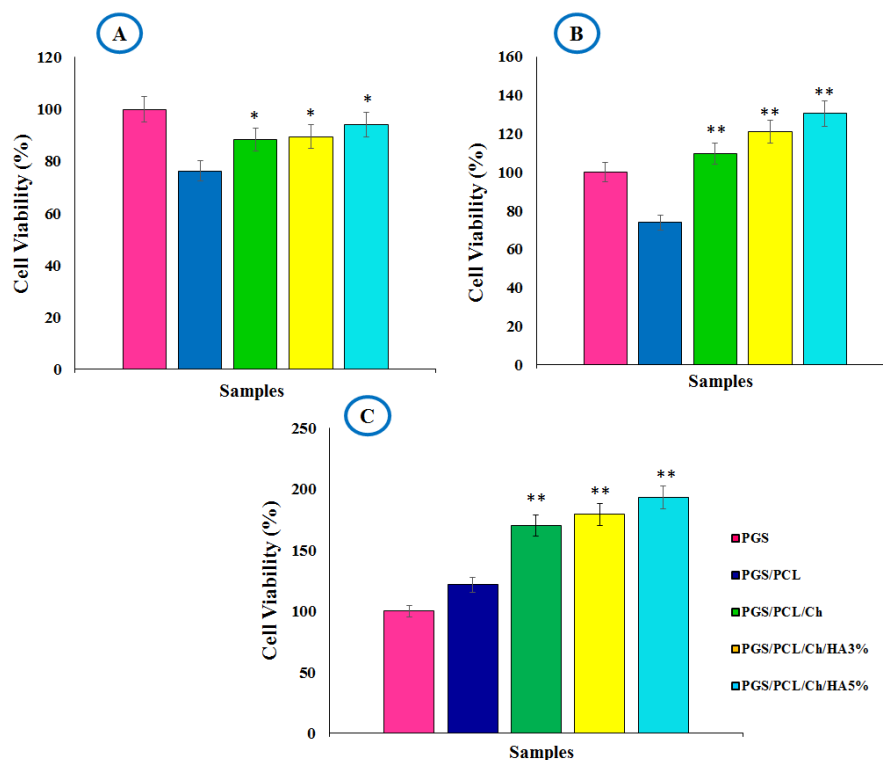 A
Cell Viability (%)
120
100
80
60
40
20
0
* * *
Samples
B
Cell Viability (%)
160
140
120
100
80
60
40
20
0
** ** **
Samples
C
Cell Viability (%)
250
200
150
100
50
0
** ** **
Samples
PGS
PGS/PCL
PGS/PCL/Ch
PGS/PCL/Ch/HA3%
PGS/PCL/Ch/HA5%